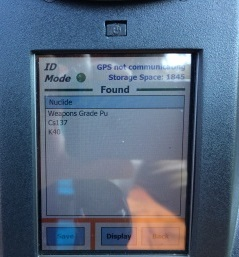 ID
GPS not communicating
Mode
Storage Space: 1845
Found
Nuclide
Weapons Grade Pu
Cs137
K40
Display